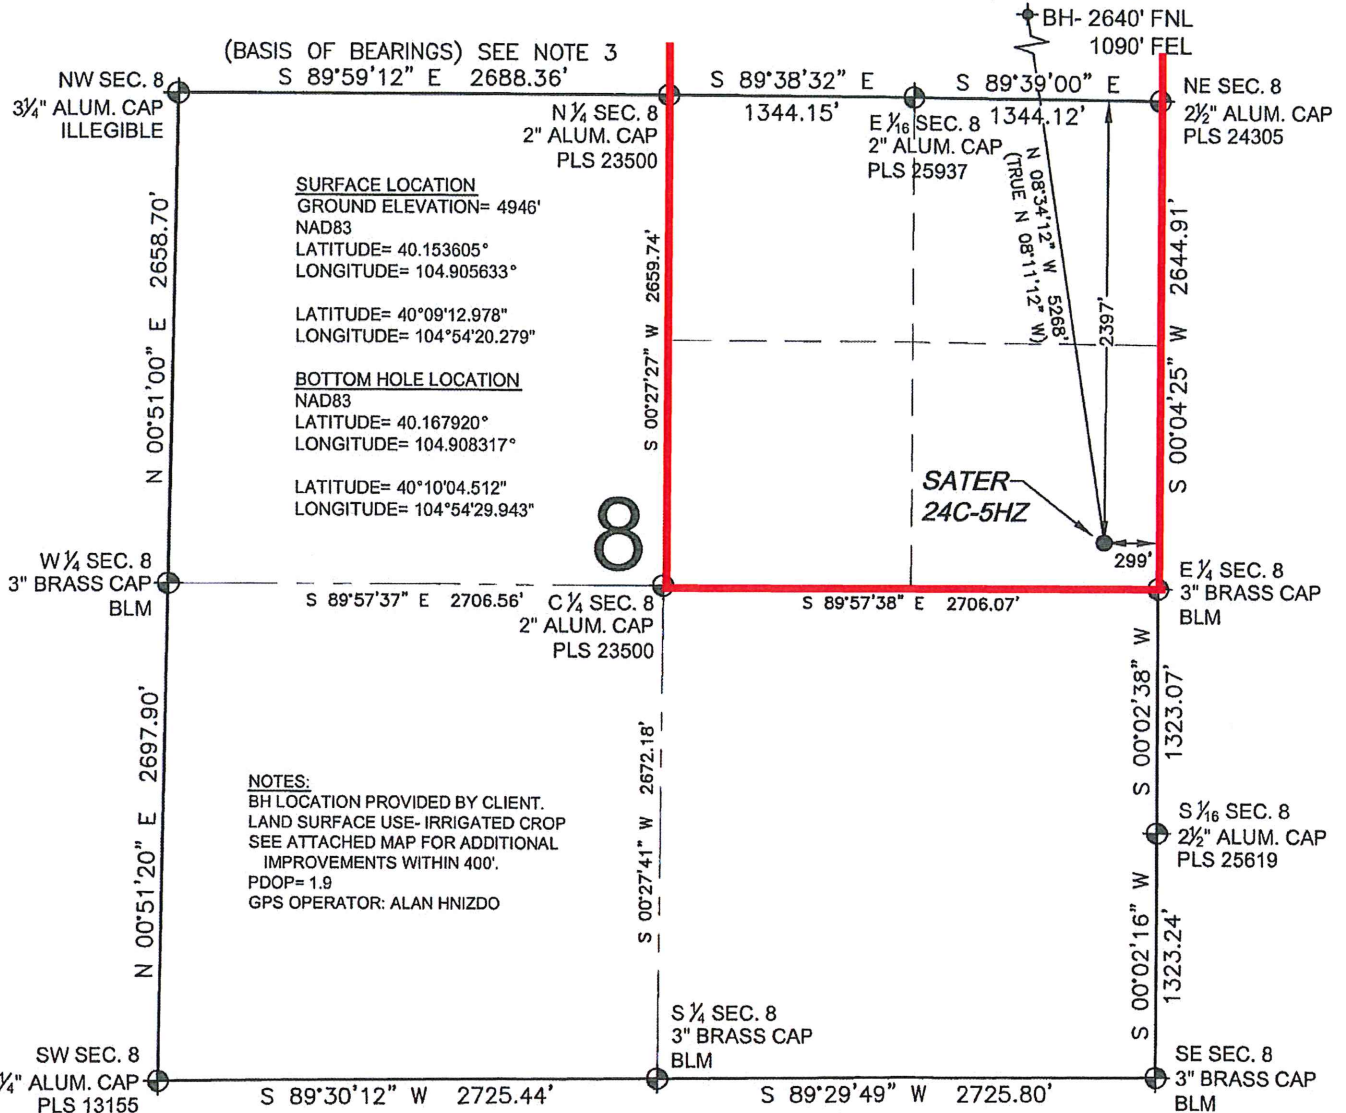 BH- 2640' FNL
1090' FEL
(BASIS OF BEARINGS) SEE NOTE 3
S 89°59'12" E 2688.36'
S 89°38'32" E
1344.15'
S 89°39'00" E
1344.12'
NW SEC. 8
3¼" ALUM. CAP
ILLEGIBLE
N ¼ SEC. 8
2" ALUM. CAP
PLS 23500
E 1/16 SEC. 8
2" ALUM. CAP
PLS 25937
NE SEC. 8
2½" ALUM. CAP
PLS 24305
N 08°34'12" W 5268'
(TRUE N 08°11'12" W)
2397'
SURFACE LOCATION
GROUND ELEVATION= 4946'
NAD83
LATITUDE= 40.153605°
LONGITUDE= 104.905633°
LATITUDE= 40°09'12.978"
LONGITUDE= 104°54'20.279"
BOTTOM HOLE LOCATION
NAD83
LATITUDE= 40.167920°
LONGITUDE= 104.908317°
LATITUDE= 40°10'04.512"
LONGITUDE= 104°54'29.943"
N 00°51'00" E 2658.70'
S 00°27'27" W 2659.74'
S 00°04'25" W 2644.91'
SATER
24C-5HZ
299'
8
W ¼ SEC. 8
3" BRASS CAP
BLM
S 89°57'37" E 2706.56'
C ¼ SEC. 8
2" ALUM. CAP
PLS 23500
S 89°57'38" E 2706.07'
E ¼ SEC. 8
3" BRASS CAP
BLM
N 00°51'20" E 2697.90'
S 00°27'41" W 2672.18'
S 00°02'38" W
1323.07'
NOTES:
BH LOCATION PROVIDED BY CLIENT.
LAND SURFACE USE- IRRIGATED CROP
SEE ATTACHED MAP FOR ADDITIONAL
IMPROVEMENTS WITHIN 400'.
PDOP= 1.9
GPS OPERATOR: ALAN HNIZDO
S 1/16 SEC. 8
2½" ALUM. CAP
PLS 25619
S 00°02'16" W
1323.24'
S ¼ SEC. 8
3" BRASS CAP
BLM
SW SEC. 8
¼" ALUM. CAP
PLS 13155
S 89°30'12" W 2725.44'
S 89°29'49" W 2725.80'
SE SEC. 8
3" BRASS CAP
BLM